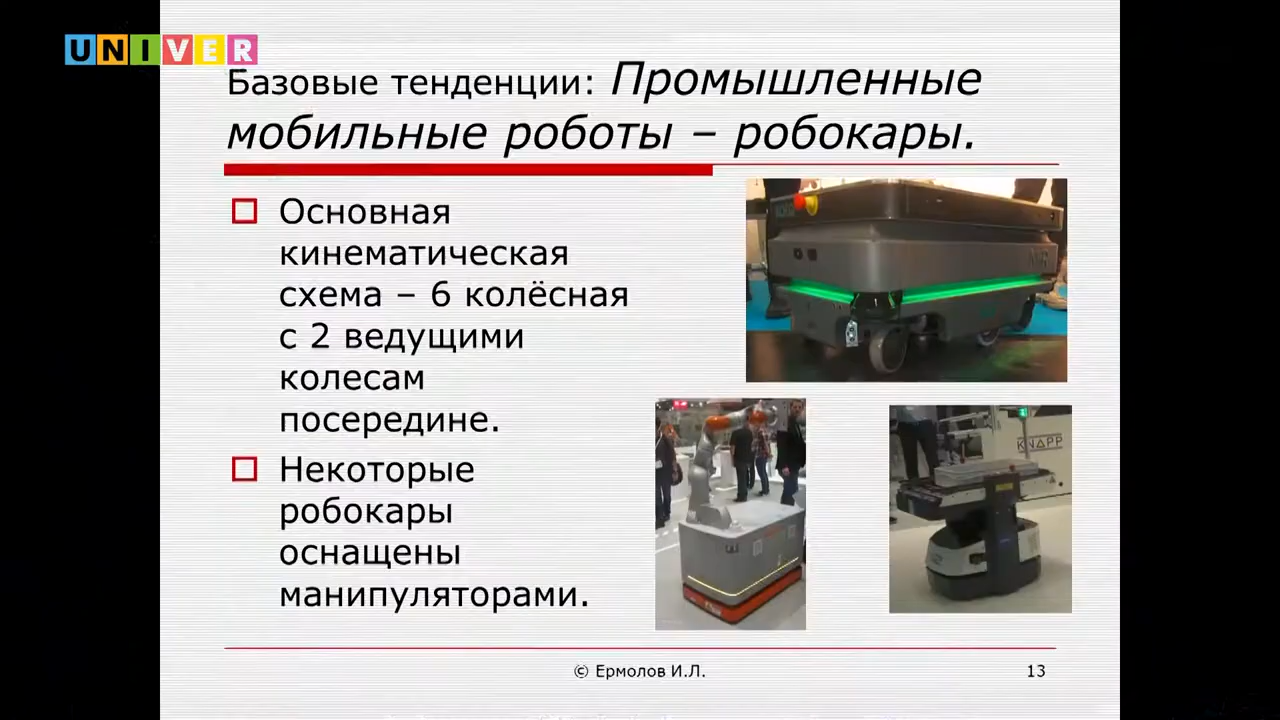 UNIVER
Базовые тенденции: Промышленные
мобильные роботы – робокары.
Основная
кинематическая
схема – 6 колёсная
с 2 ведущими
колесам
посередине.
Некоторые
робокары
оснащены
манипуляторами.
KNAPP
© Ермолов И.Л.
13